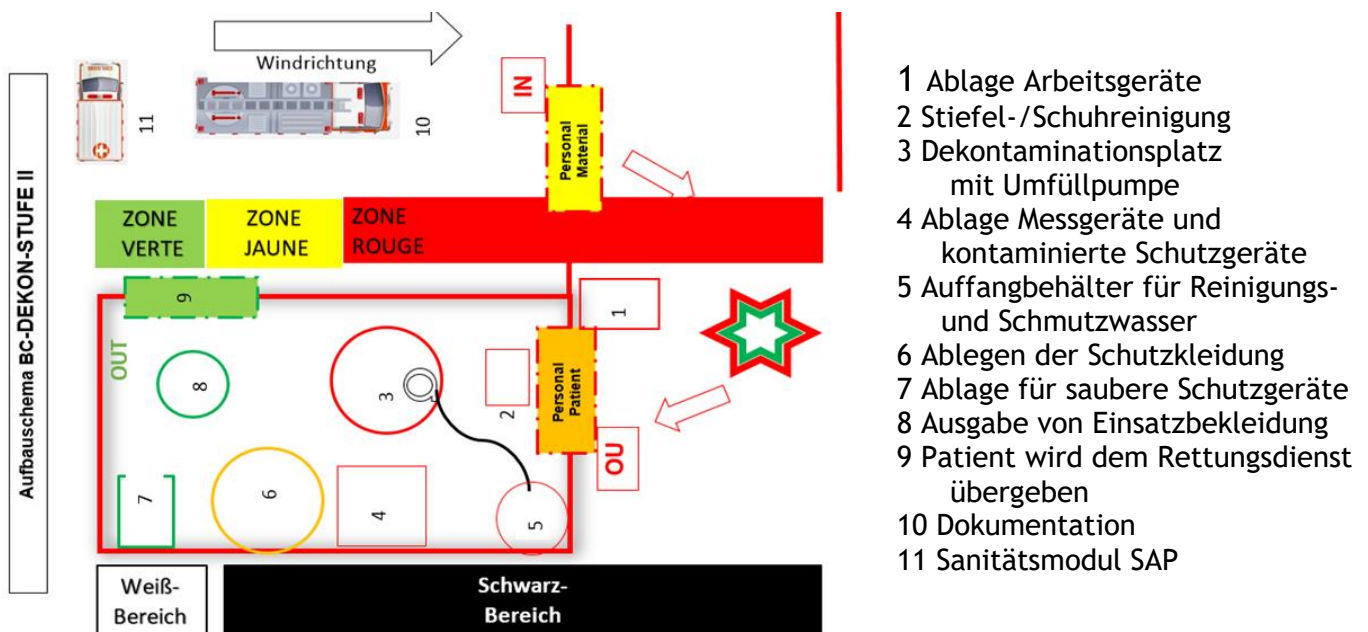 Aufbauschema BC-DEKON-STUFE II
Windrichtung
11
10
IN
Personal
Material
ZONE
VERTE
ZONE
JAUNE
ZONE
ROUGE
9
1
OUT
8
3
2
Personal
Patient
OU
7
6
4
5
Weiß-
Bereich
Schwarz-
Bereich
1 Ablage Arbeitsgeräte
2 Stiefel-/Schuhreinigung
3 Dekontaminationsplatz
mit Umfüllpumpe
4 Ablage Messgeräte und
kontaminierte Schutzgeräte
5 Auffangbehälter für Reinigungs-
und Schmutzwasser
6 Ablegen der Schutzkleidung
7 Ablage für saubere Schutzgeräte
8 Ausgabe von Einsatzbekleidung
9 Patient wird dem Rettungsdienst
übergeben
10 Dokumentation
11 Sanitätsmodul SAP